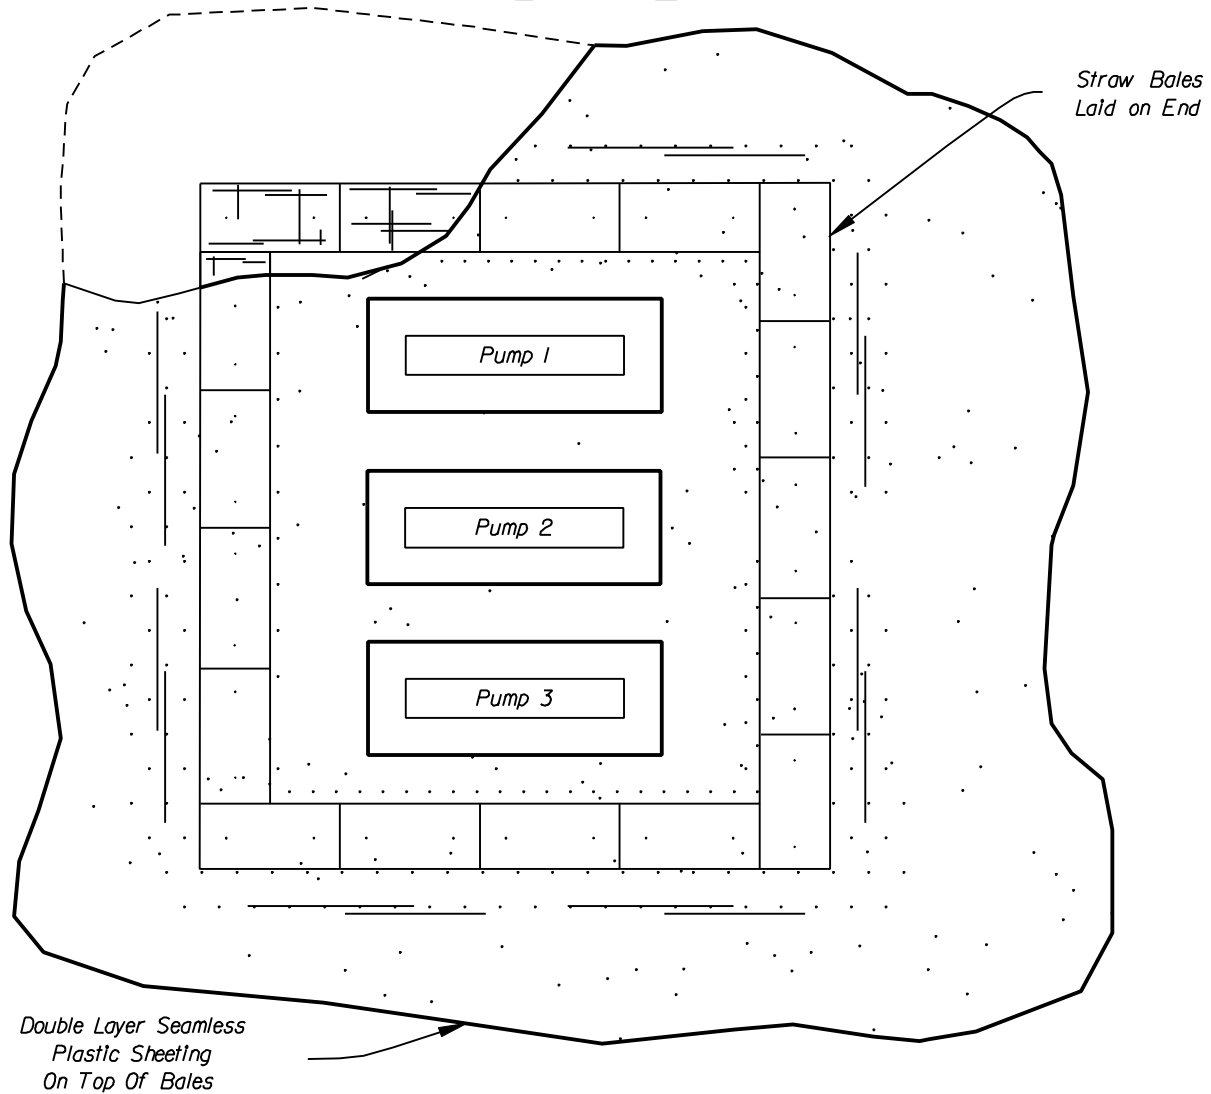 Straw Bales
Laid on End
Pump 1
Pump 2
Pump 3
Double Layer Seamless
Plastic Sheeting
On Top Of Bales